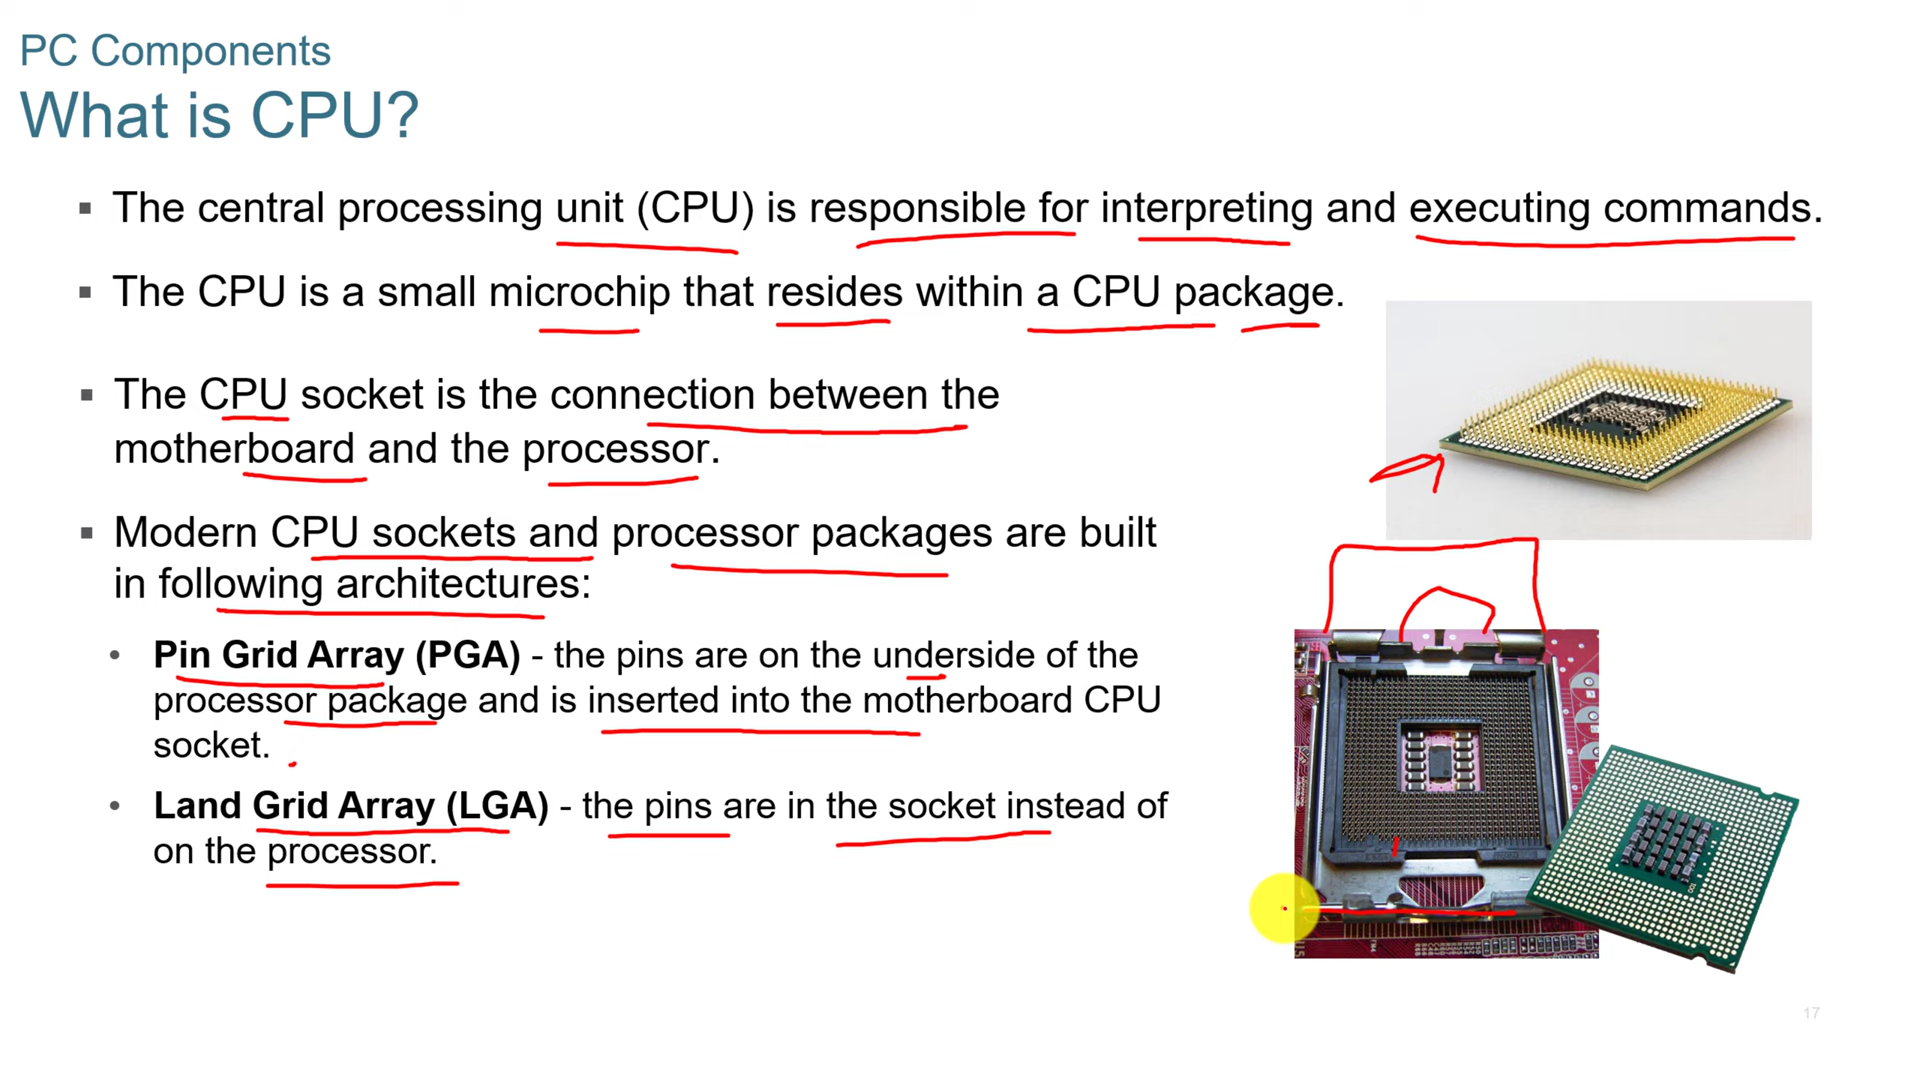 PC Components
What is CPU?
▪ The central processing unit (CPU) is responsible for interpreting and executing commands.
▪ The CPU is a small microchip that resides within a CPU package.
▪ The CPU socket is the connection between the
motherboard and the processor.
▪ Modern CPU sockets and processor packages are built
in following architectures:
• Pin Grid Array (PGA) - the pins are on the underside of the
processor package and is inserted into the motherboard CPU
socket.
• Land Grid Array (LGA) - the pins are in the socket instead of
on the processor.
17